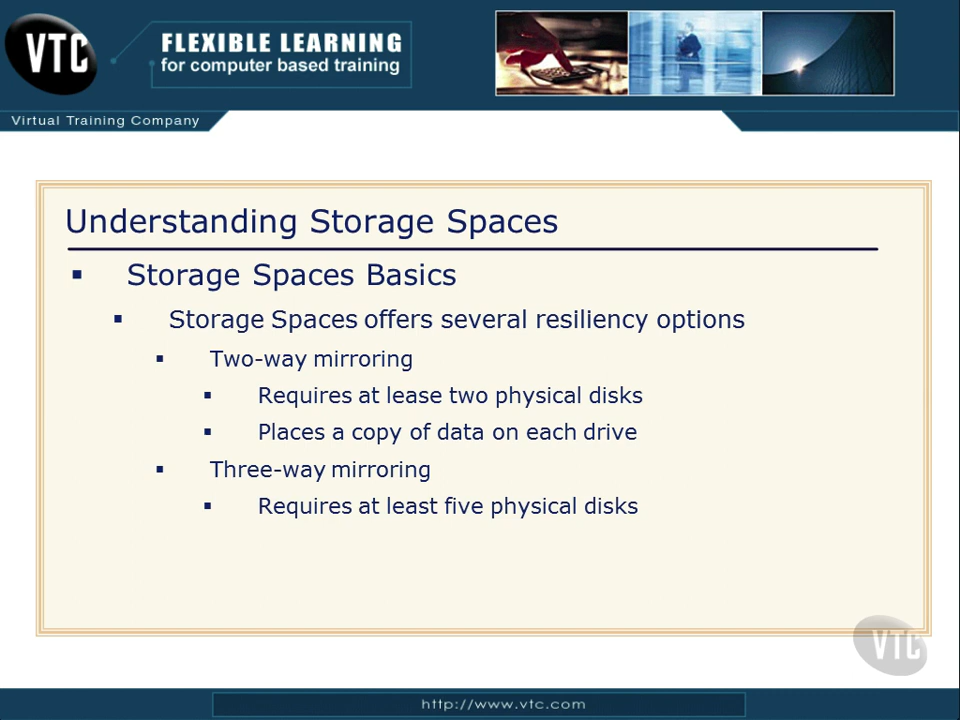 VTC
FLEXIBLE LEARNING
for computer based training
Virtual Training Company
Understanding Storage Spaces
▪ Storage Spaces Basics
▪ Storage Spaces offers several resiliency options
▪ Two-way mirroring
▪ Requires at lease two physical disks
▪ Places a copy of data on each drive
▪ Three-way mirroring
▪ Requires at least five physical disks
VTC
http://www.vtc.com